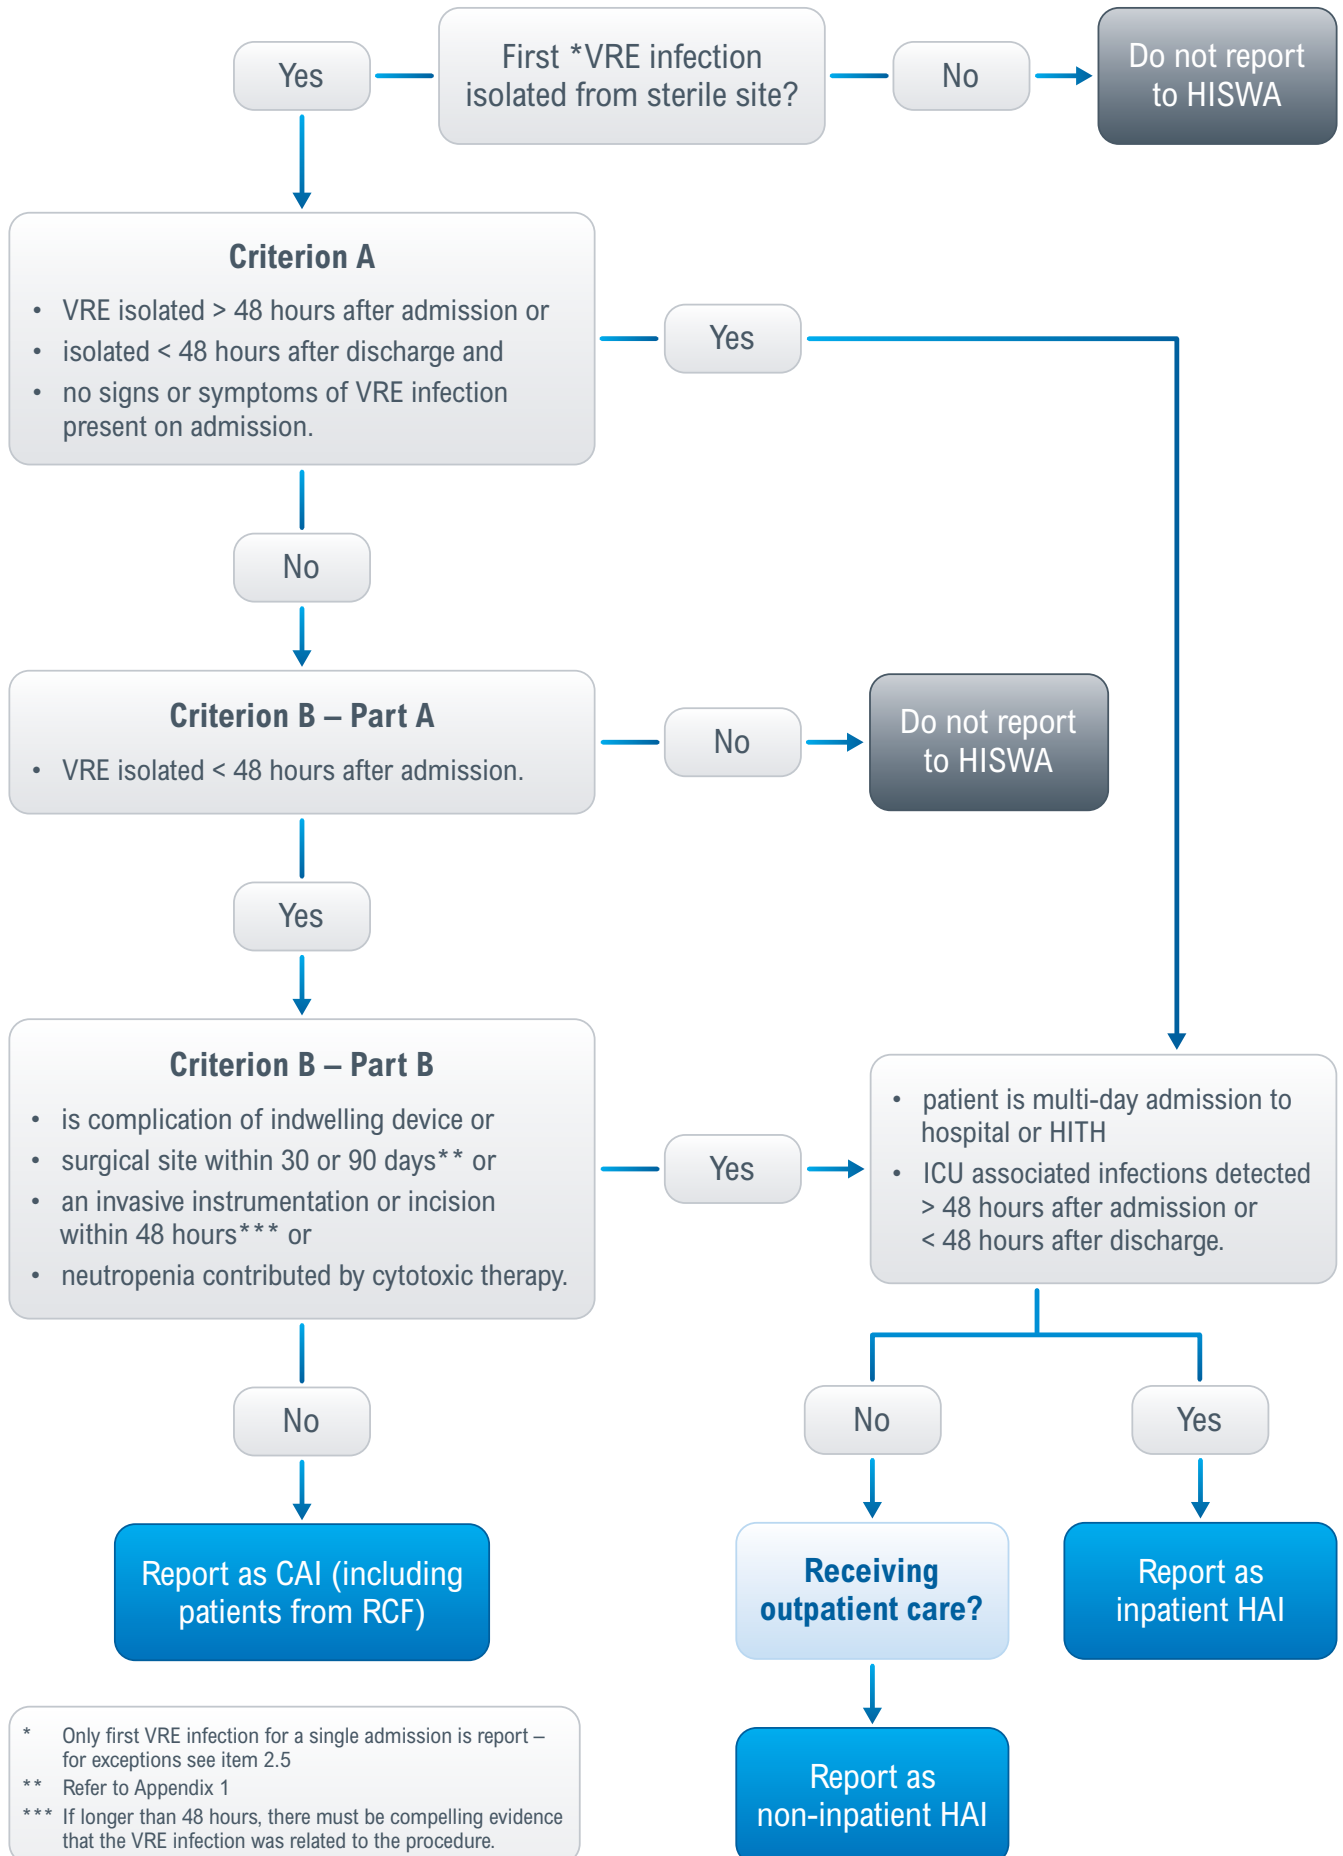 First *VRE infection
isolated from sterile site?
Yes
No
Do not report
to HISWA
Criterion A
• VRE isolated > 48 hours after admission or
• isolated < 48 hours after discharge and
• no signs or symptoms of VRE infection
present on admission.
Yes
No
Criterion B – Part A
• VRE isolated < 48 hours after admission.
No
Do not report
to HISWA
Yes
Criterion B – Part B
• is complication of indwelling device or
• surgical site within 30 or 90 days** or
• an invasive instrumentation or incision
within 48 hours*** or
• neutropenia contributed by cytotoxic therapy.
Yes
• patient is multi-day admission to
hospital or HITH
• ICU associated infections detected
> 48 hours after admission or
< 48 hours after discharge.
No
No
Yes
Report as CAI (including
patients from RCF)
Receiving
outpatient care?
Report as
inpatient HAI
Report as
non-inpatient HAI
* Only first VRE infection for a single admission is report –
for exceptions see item 2.5
** Refer to Appendix 1
*** If longer than 48 hours, there must be compelling evidence
that the VRE infection was related to the procedure.